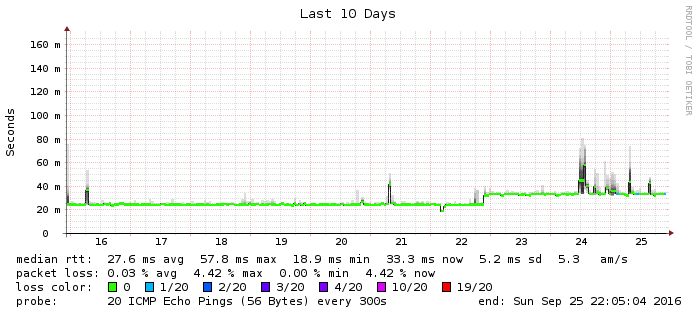 Last 10 Days
RRDTOOL / TOBI OETIKER
Seconds
160 m
140 m
120 m
100 m
80 m
60 m
40 m
20 m
0
16 17 18 19 20 21 22 23 24 25
median rtt: 27.6 ms avg 57.8 ms max 18.9 ms min 33.3 ms now 5.2 ms sd 5.3 am/s
packet loss: 0.03 % avg 4.42 % max 0.00 % min 4.42 % now
loss color: 0 1/20 2/20 3/20 4/20 10/20 19/20
probe: 20 ICMP Echo Pings (56 Bytes) every 300s end: Sun Sep 25 22:05:04 2016